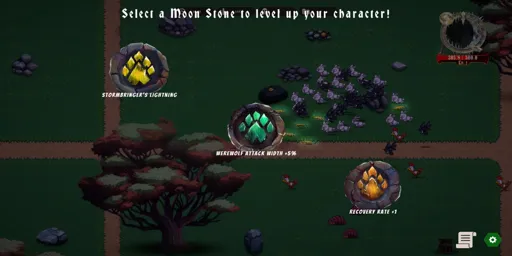 Select a Moon Stone to level up your character!
STORMBRINGER'S LIGHTNING
WEREWOLF ATTACK WIDTH +5%
RECOVERY RATE +1